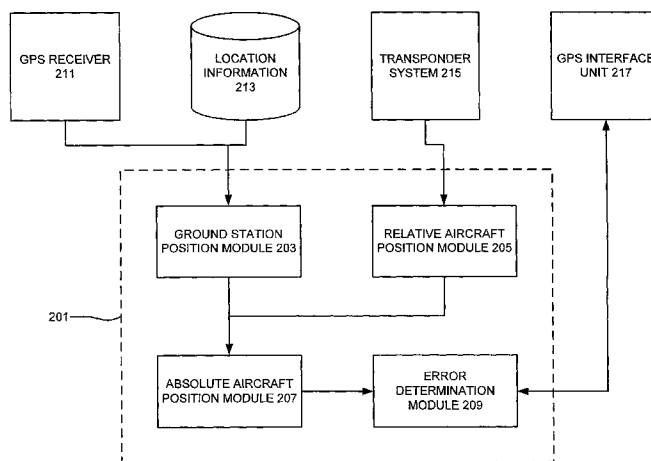 GPS RECEIVER
211
LOCATION
INFORMATION
213
TRANSPONDER
SYSTEM 215
GPS INTERFACE
UNIT 217
GROUND STATION
POSITION MODULE 203
RELATIVE AIRCRAFT
POSITION MODULE 205
201
ABSOLUTE AIRCRAFT
POSITION MODULE 207
ERROR
DETERMINATION
MODULE 209